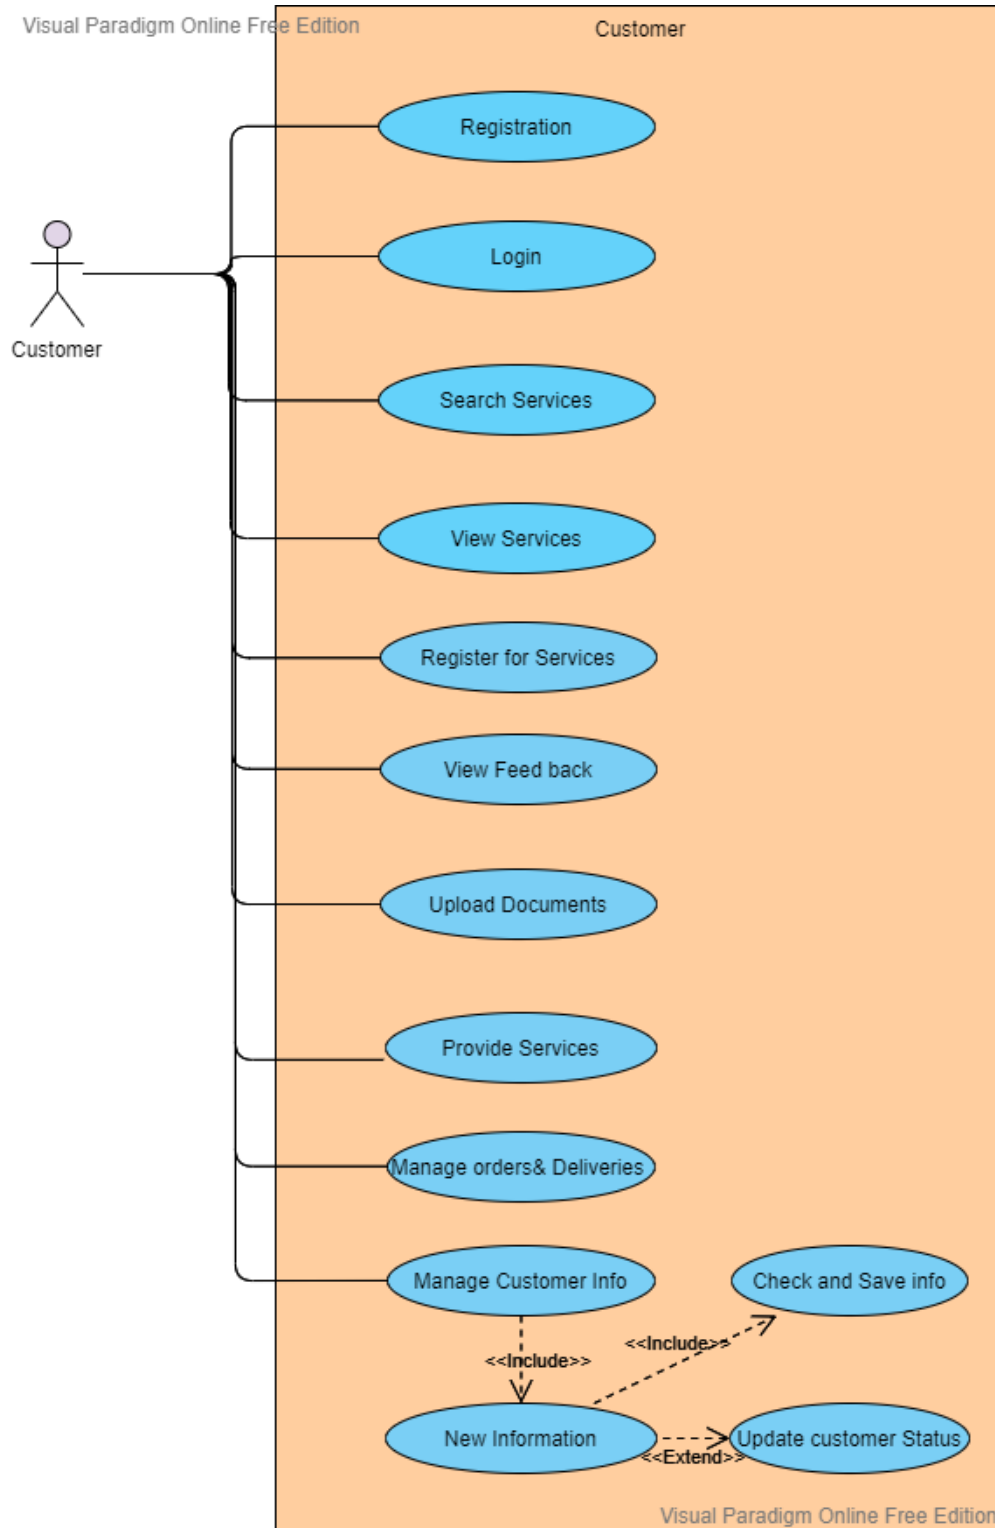 Visual Paradigm Online Free Edition
Customer
Registration
Login
Customer
Search Services
View Services
Register for Services
View Feed back
Upload Documents
Provide Services
Manage orders& Deliveries
Manage Customer Info
Check and Save info
<<Include>>
<<Include>>
New Information
Update customer Status
<<Extend>>
Visual Paradigm Online Free Edition